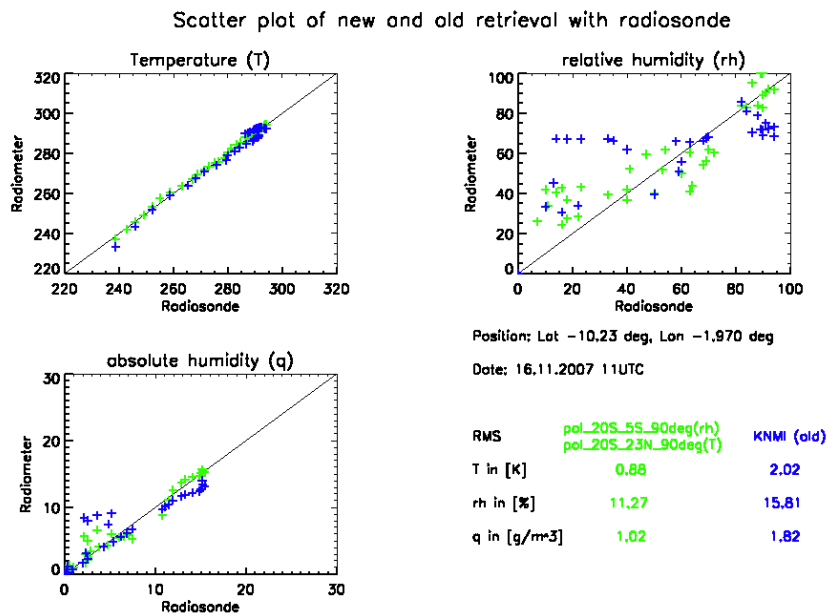 Scatter plot of new and old retrieval with radiosonde
Temperature (T)
320
300
280
260
240
220
Radiometer
220 240 260 280 300 320
Radiosonde
relative humidity (rh)
100
80
60
40
20
0
Radiometer
0 20 40 60 80 100
Radiosonde
absolute humidity (q)
30
20
10
0
Radiometer
0 10 20 30
Radiosonde
Position: Lat -10.23 deg, Lon -1.970 deg
Date: 16.11.2007 11UTC
RMS pol_20S_5S_90deg(rh) KNMI (old)
pol_20S_23N_90deg(T)
T in [K] 0.88 2.02
rh in [%] 11.27 15.81
q in [g/m^3] 1.02 1.82